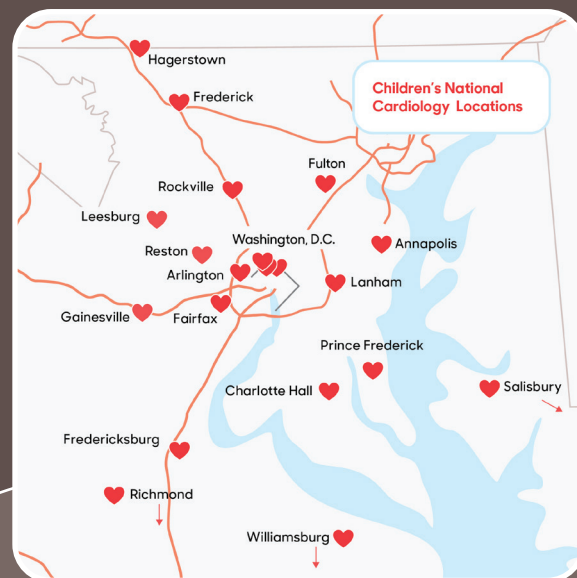 Hagerstown
Frederick
Children's National
Cardiology Locations
Fulton
Rockville
Leesburg
Washington, D.C.
Reston
Annapolis
Arlington
Lanham
Gainesville
Fairfax
Prince Frederick
Charlotte Hall
Salisbury
Fredericksburg
Richmond
Williamsburg